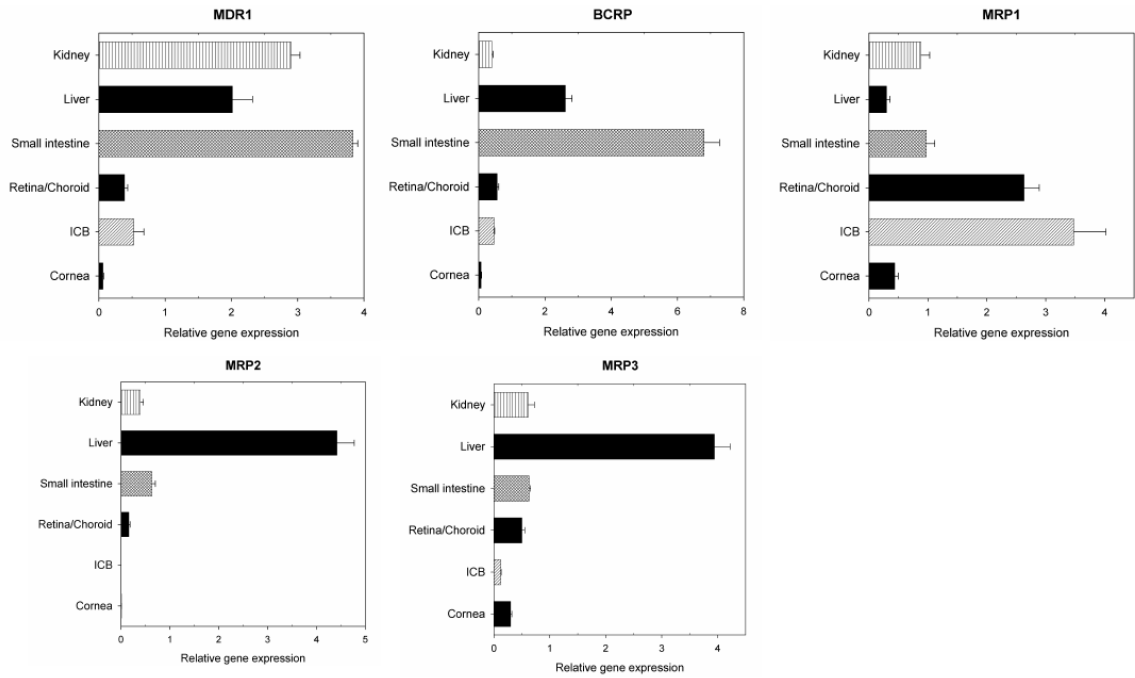 MDR1
Kidney
Liver
Small intestine
Retina/Choroid
ICB
Cornea
0 1 2 3 4
Relative gene expression
BCRP
Kidney
Liver
Small intestine
Retina/Choroid
ICB
Cornea
0 2 4 6 8
Relative gene expression
MRP1
Kidney
Liver
Small intestine
Retina/Choroid
ICB
Cornea
0 1 2 3 4
Relative gene expression
MRP2
Kidney
Liver
Small intestine
Retina/Choroid
ICB
Cornea
0 1 2 3 4 5
Relative gene expression
MRP3
Kidney
Liver
Small intestine
Retina/Choroid
ICB
Cornea
0 1 2 3 4
Relative gene expression